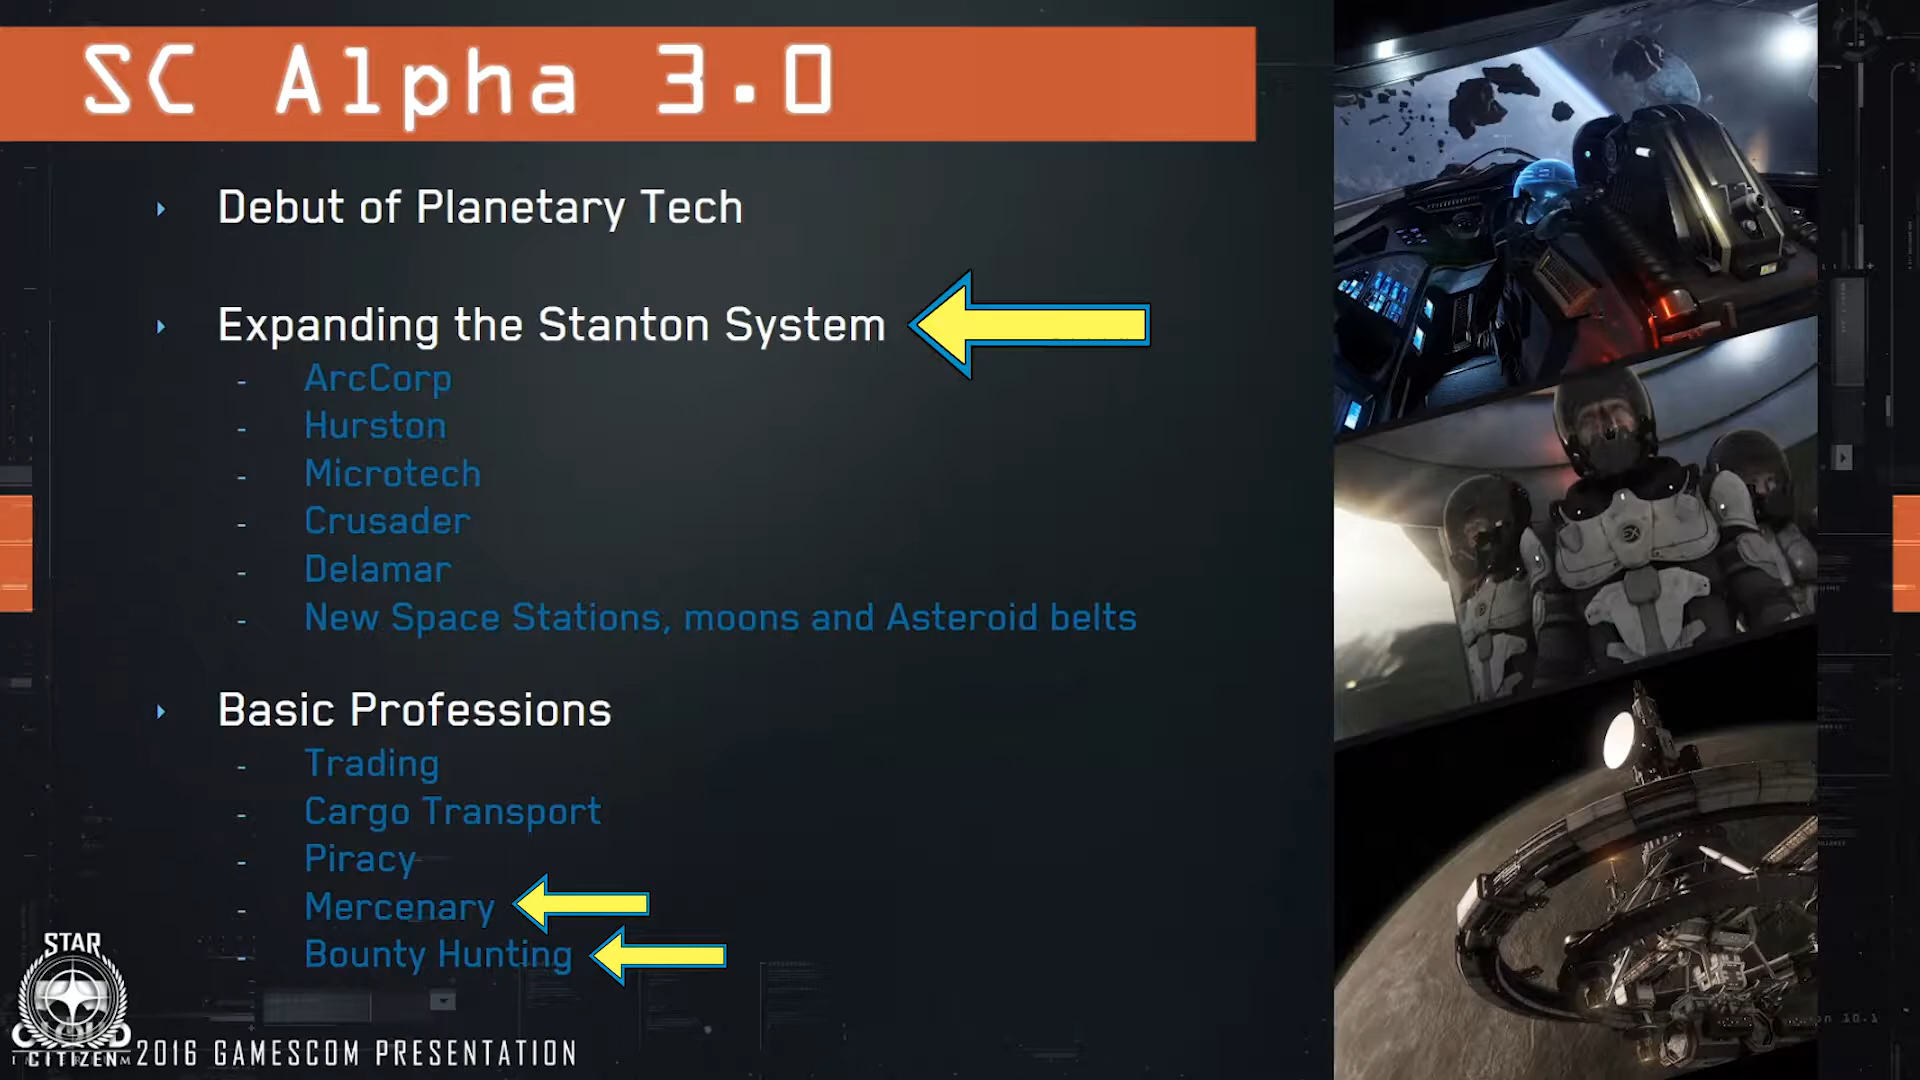 SC Alpha 3.0
Debut of Planetary Tech
Expanding the Stanton System
- ArcCorp
- Hurston
- Microtech
- Crusader
- Delamar
- New Space Stations, moons and Asteroid belts
Basic Professions
- Trading
- Cargo Transport
- Piracy
- Mercenary
- Bounty Hunting
STAR
CITIZEN
2016 GAMESCOM PRESENTATION